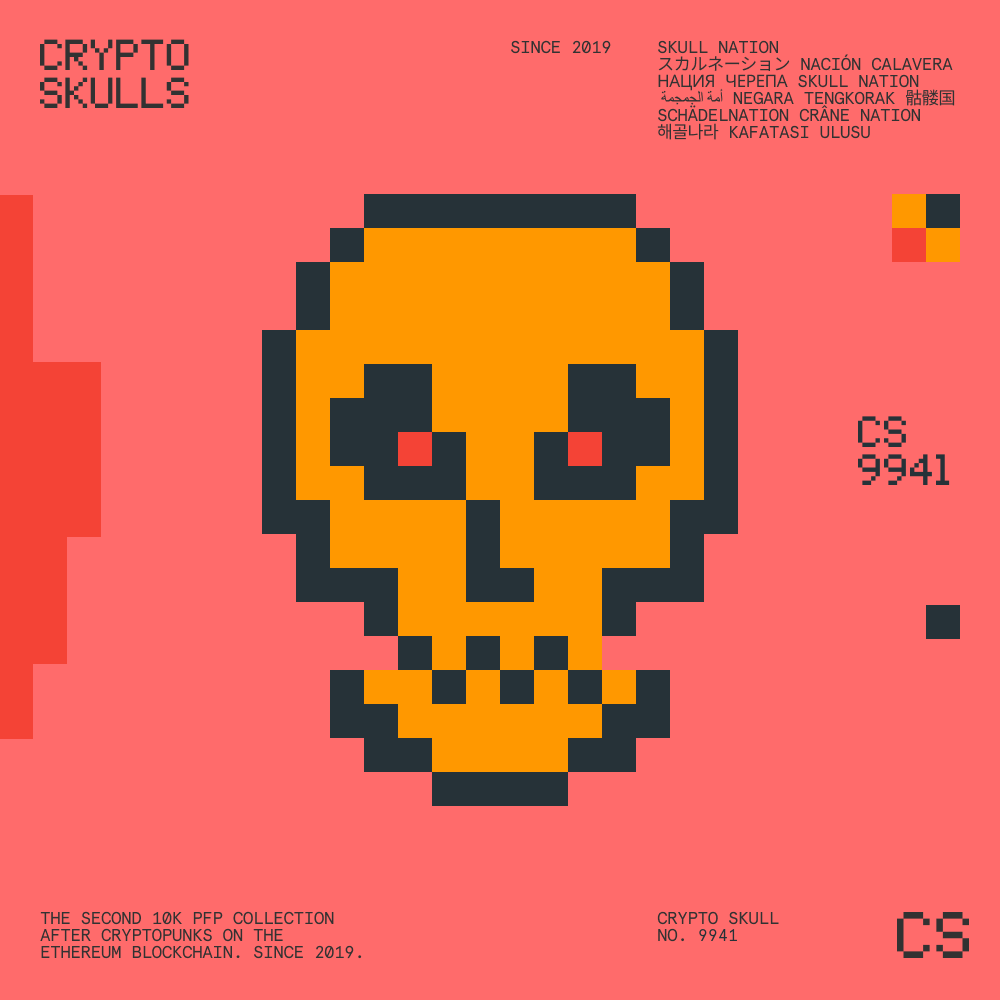 CRYPTO
SKULLS
SINCE 2019
SKULL NATION
スカルネーション NACIÓN CALAVERA
НАЦИЯ ЧЕРЕПА SKULL NATION
أمة الجمجمة NEGARA TENGKORAK 骷髅国
SCHÄDELNATION CRÂNE NATION
해골나라 KAFATASI ULUSU
CS
9941
THE SECOND 10K PFP COLLECTION
AFTER CRYPTOPUNKS ON THE
ETHEREUM BLOCKCHAIN. SINCE 2019.
CRYPTO SKULL
NO. 9941
CS